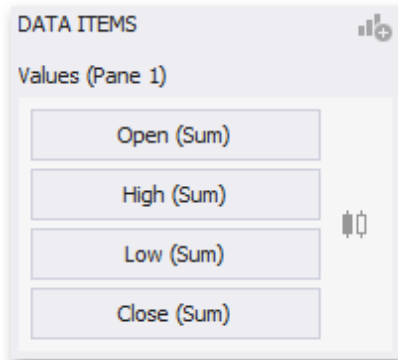 DATA ITEMS
Values (Pane 1)
Open (Sum)
High (Sum)
Low (Sum)
Close (Sum)